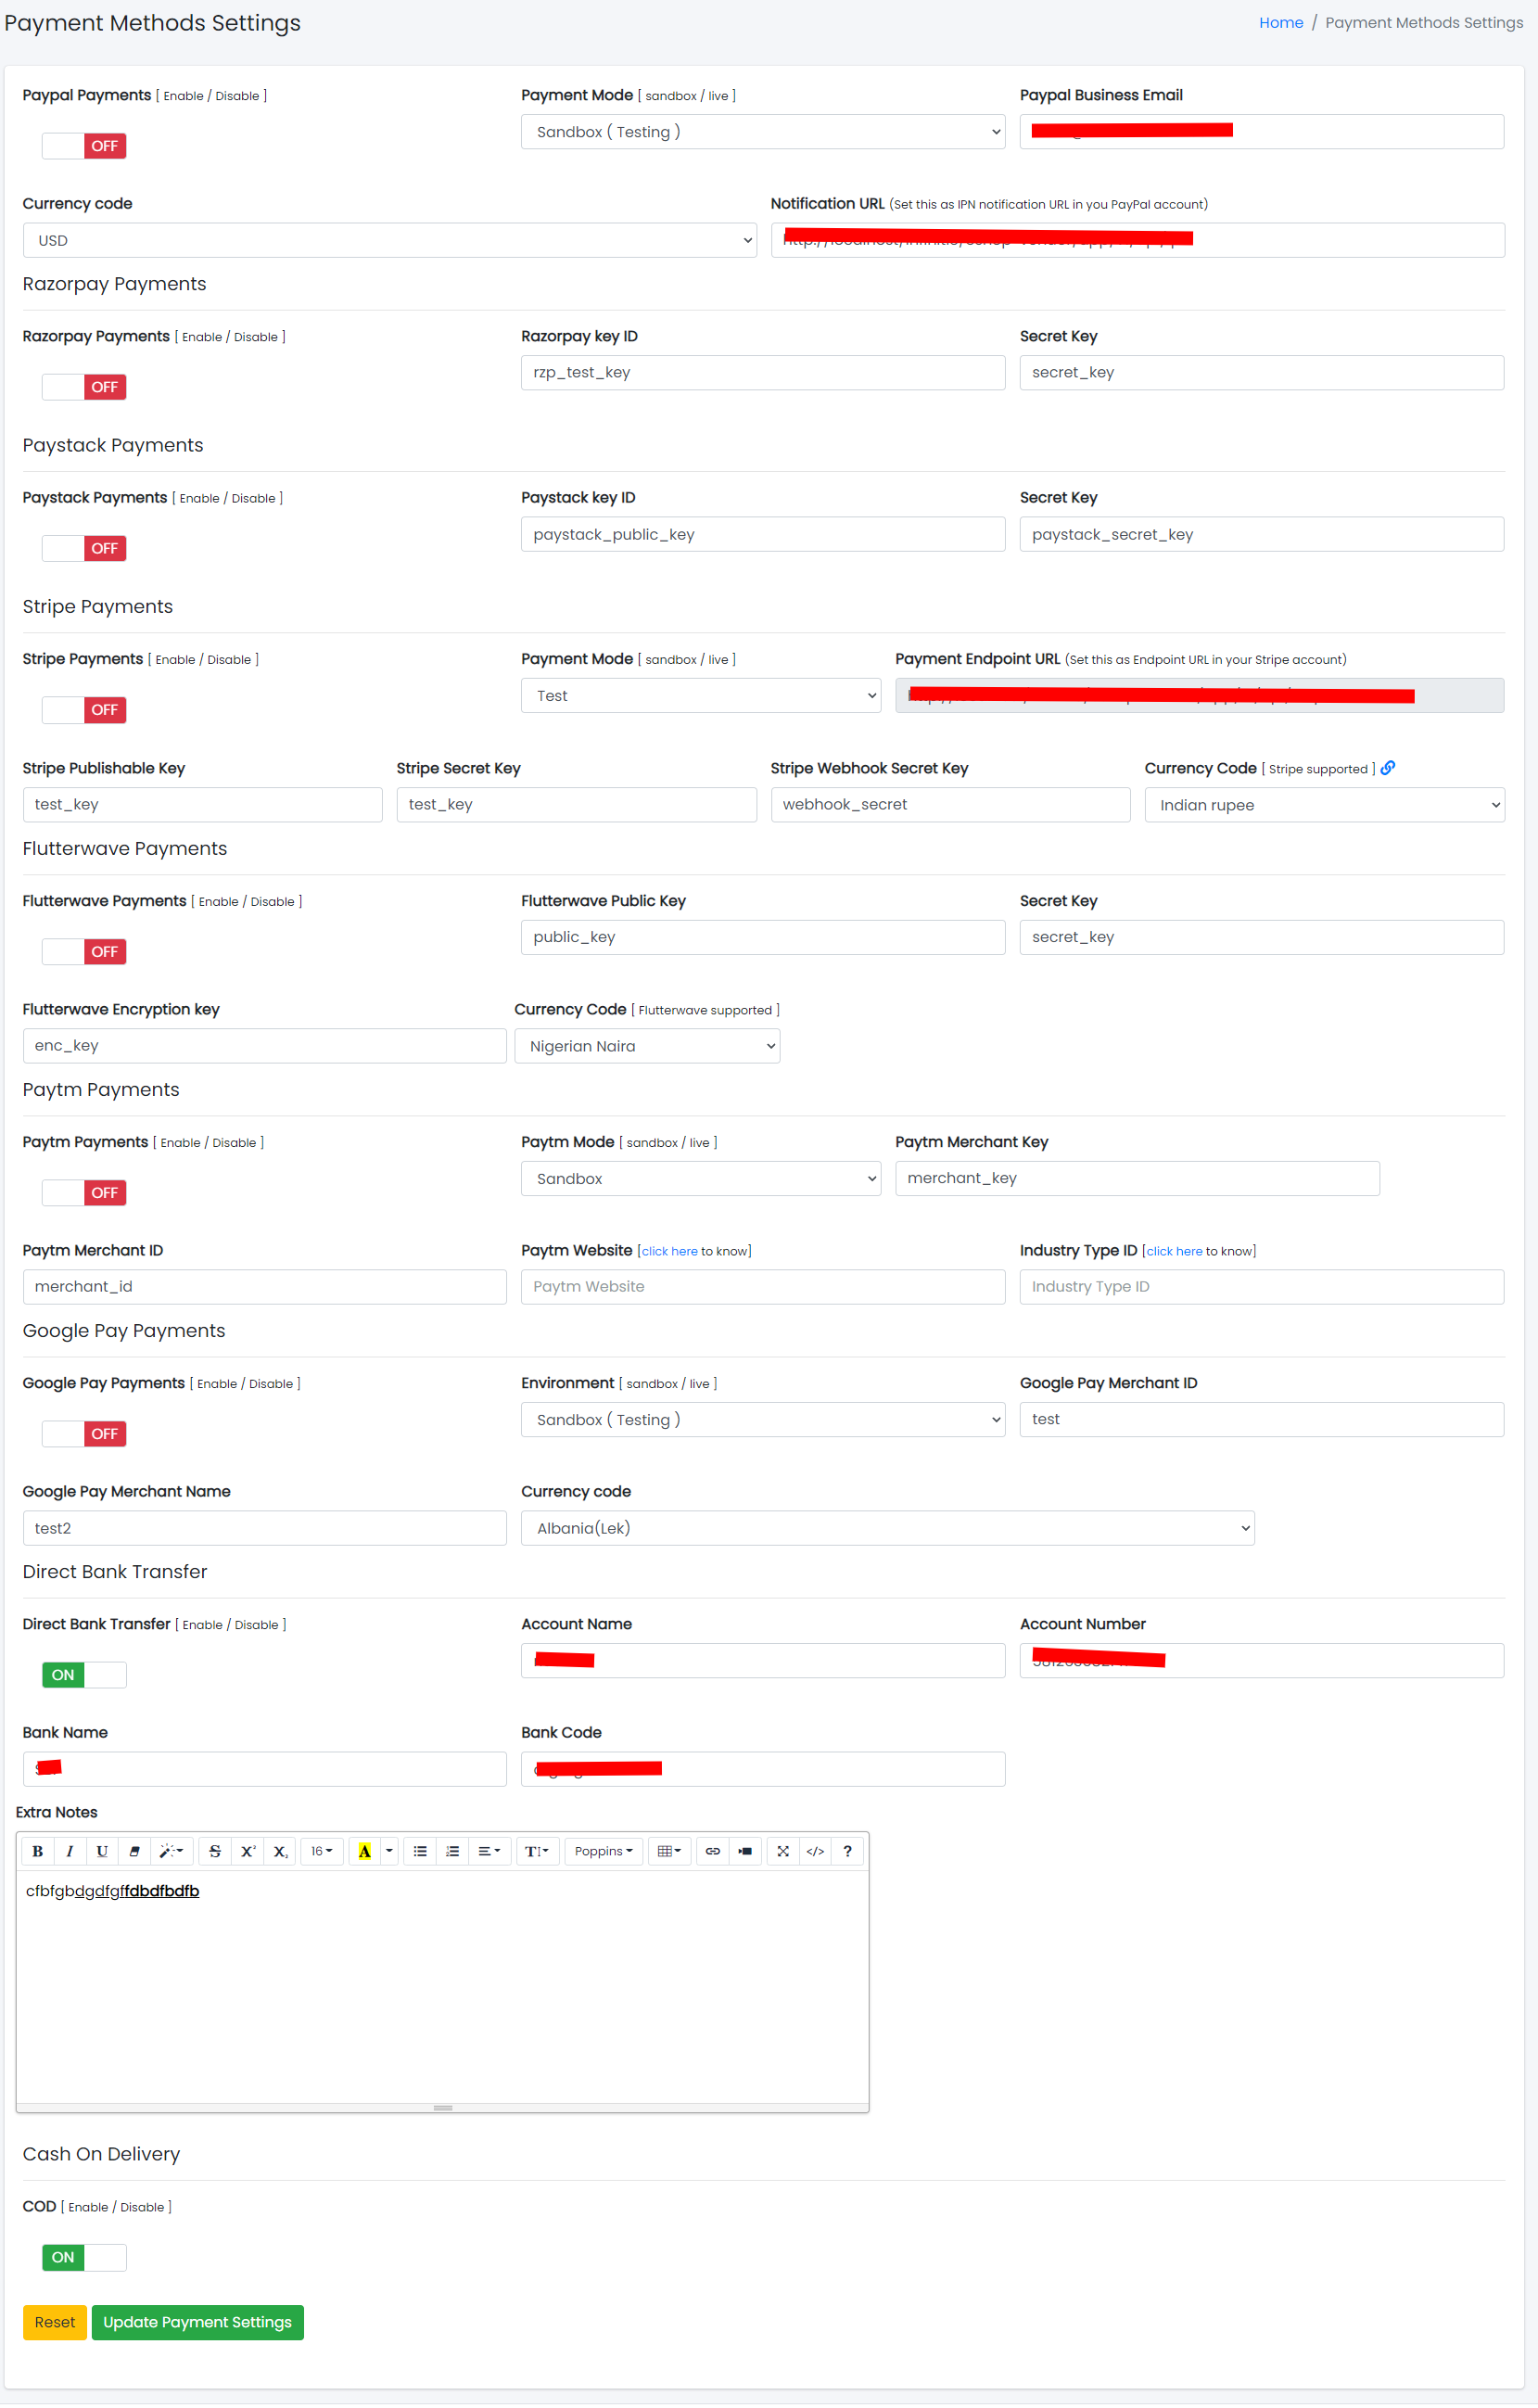 Payment Methods Settings
Home / Payment Methods Settings
Paypal Payments [ Enable / Disable ]
Payment Mode [ sandbox / live ]
Paypal Business Email
OFF
Sandbox ( Testing )
Currency code
Notification URL (Set this as IPN notification URL in you PayPal account)
USD
Razorpay Payments
Razorpay Payments [ Enable / Disable ]
Razorpay key ID
Secret Key
OFF
rzp_test_key
secret_key
Paystack Payments
Paystack Payments [ Enable / Disable ]
Paystack key ID
Secret Key
OFF
paystack_public_key
paystack_secret_key
Stripe Payments
Stripe Payments [ Enable / Disable ]
Payment Mode [ sandbox / live ]
Payment Endpoint URL (Set this as Endpoint URL in your Stripe account)
OFF
Test
Stripe Publishable Key
Stripe Secret Key
Stripe Webhook Secret Key
Currency Code [ Stripe supported ]
test_key
test_key
webhook_secret
Indian rupee
Flutterwave Payments
Flutterwave Payments [ Enable / Disable ]
Flutterwave Public Key
Secret Key
OFF
public_key
secret_key
Flutterwave Encryption key
Currency Code [ Flutterwave supported ]
enc_key
Nigerian Naira
Paytm Payments
Paytm Payments [ Enable / Disable ]
Paytm Mode [ sandbox / live ]
Paytm Merchant Key
OFF
Sandbox
merchant_key
Paytm Merchant ID
Paytm Website [click here to know]
Industry Type ID [click here to know]
merchant_id
Paytm Website
Industry Type ID
Google Pay Payments
Google Pay Payments [ Enable / Disable ]
Environment [ sandbox / live ]
Google Pay Merchant ID
OFF
Sandbox ( Testing )
test
Google Pay Merchant Name
Currency code
test2
Albania(Lek)
Direct Bank Transfer
Direct Bank Transfer [ Enable / Disable ]
Account Name
Account Number
ON
Bank Name
Bank Code
Extra Notes
B I U S X² X₂ 16 A T Poppins </> ?
cfbfgbdgdfgffdbdfbdfb
Cash On Delivery
COD [ Enable / Disable ]
ON
Reset
Update Payment Settings